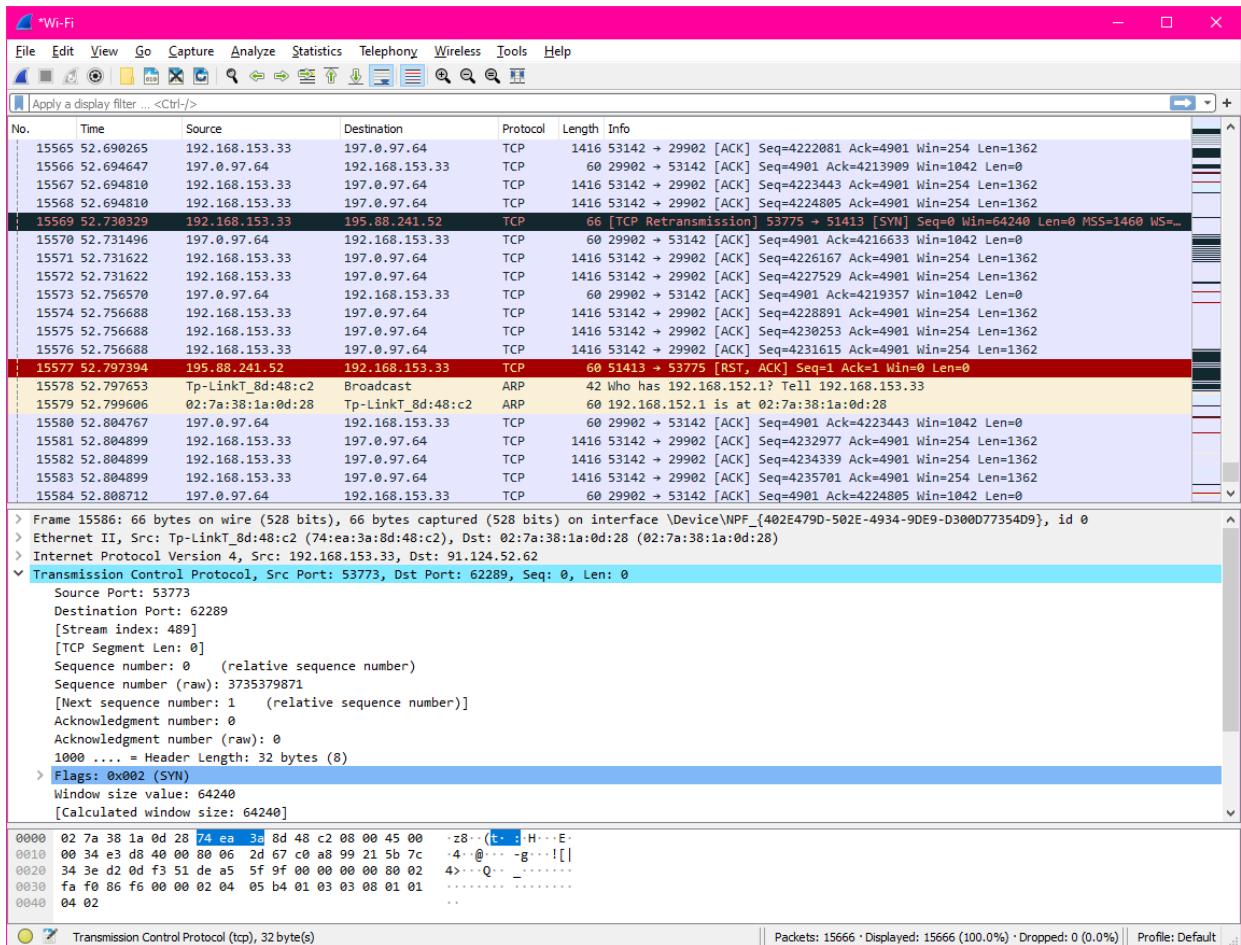 *Wi-Fi
File Edit View Go Capture Analyze Statistics Telephony Wireless Tools Help
Apply a display filter ... <Ctrl-/>
No. Time Source Destination Protocol Length Info
15565 52.690265 192.168.153.33 197.0.97.64 TCP 1416 53142 → 29902 [ACK] Seq=4222081 Ack=4901 Win=254 Len=1362
15566 52.694647 197.0.97.64 192.168.153.33 TCP 60 29902 → 53142 [ACK] Seq=4901 Ack=4213909 Win=1042 Len=0
15567 52.694810 192.168.153.33 197.0.97.64 TCP 1416 53142 → 29902 [ACK] Seq=4223443 Ack=4901 Win=254 Len=1362
15568 52.694810 192.168.153.33 197.0.97.64 TCP 1416 53142 → 29902 [ACK] Seq=4224805 Ack=4901 Win=254 Len=1362
15569 52.730329 192.168.153.33 195.88.241.52 TCP 66 [TCP Retransmission] 53775 → 51413 [SYN] Seq=0 Win=64240 Len=0 MSS=1460 WS=…
15570 52.731496 197.0.97.64 192.168.153.33 TCP 60 29902 → 53142 [ACK] Seq=4901 Ack=4216633 Win=1042 Len=0
15571 52.731622 192.168.153.33 197.0.97.64 TCP 1416 53142 → 29902 [ACK] Seq=4226167 Ack=4901 Win=254 Len=1362
15572 52.731622 192.168.153.33 197.0.97.64 TCP 1416 53142 → 29902 [ACK] Seq=4227529 Ack=4901 Win=254 Len=1362
15573 52.756570 197.0.97.64 192.168.153.33 TCP 60 29902 → 53142 [ACK] Seq=4901 Ack=4219357 Win=1042 Len=0
15574 52.756688 192.168.153.33 197.0.97.64 TCP 1416 53142 → 29902 [ACK] Seq=4228891 Ack=4901 Win=254 Len=1362
15575 52.756688 192.168.153.33 197.0.97.64 TCP 1416 53142 → 29902 [ACK] Seq=4230253 Ack=4901 Win=254 Len=1362
15576 52.756688 192.168.153.33 197.0.97.64 TCP 1416 53142 → 29902 [ACK] Seq=4231615 Ack=4901 Win=254 Len=1362
15577 52.797394 195.88.241.52 192.168.153.33 TCP 60 51413 → 53775 [RST, ACK] Seq=1 Ack=1 Win=0 Len=0
15578 52.797653 Tp-LinkT_8d:48:c2 Broadcast ARP 42 Who has 192.168.152.1? Tell 192.168.153.33
15579 52.799606 02:7a:38:1a:0d:28 Tp-LinkT_8d:48:c2 ARP 60 192.168.152.1 is at 02:7a:38:1a:0d:28
15580 52.804767 197.0.97.64 192.168.153.33 TCP 60 29902 → 53142 [ACK] Seq=4901 Ack=4223443 Win=1042 Len=0
15581 52.804899 192.168.153.33 197.0.97.64 TCP 1416 53142 → 29902 [ACK] Seq=4232977 Ack=4901 Win=254 Len=1362
15582 52.804899 192.168.153.33 197.0.97.64 TCP 1416 53142 → 29902 [ACK] Seq=4234339 Ack=4901 Win=254 Len=1362
15583 52.804899 192.168.153.33 197.0.97.64 TCP 1416 53142 → 29902 [ACK] Seq=4235701 Ack=4901 Win=254 Len=1362
15584 52.808712 197.0.97.64 192.168.153.33 TCP 60 29902 → 53142 [ACK] Seq=4901 Ack=4224805 Win=1042 Len=0
Frame 15586: 66 bytes on wire (528 bits), 66 bytes captured (528 bits) on interface \Device\NPF_{402E479D-502E-4934-9DE9-D300D77354D9}, id 0
Ethernet II, Src: Tp-LinkT_8d:48:c2 (74:ea:3a:8d:48:c2), Dst: 02:7a:38:1a:0d:28 (02:7a:38:1a:0d:28)
Internet Protocol Version 4, Src: 192.168.153.33, Dst: 91.124.52.62
Transmission Control Protocol, Src Port: 53773, Dst Port: 62289, Seq: 0, Len: 0
Source Port: 53773
Destination Port: 62289
[Stream index: 489]
[TCP Segment Len: 0]
Sequence number: 0 (relative sequence number)
Sequence number (raw): 3735379871
[Next sequence number: 1 (relative sequence number)]
Acknowledgment number: 0
Acknowledgment number (raw): 0
1000 .... = Header Length: 32 bytes (8)
Flags: 0x002 (SYN)
Window size value: 64240
[Calculated window size: 64240]
0000 02 7a 38 1a 0d 28 74 ea 3a 8d 48 c2 08 00 45 00 ·z8··(t· :·H···E·
0010 00 34 e3 d8 40 00 80 06 2d 67 c0 a8 99 21 5b 7c ·4··@··· -g···![|
0020 34 3e d2 0d f3 51 de a5 5f 9f 00 00 00 00 80 02 4>···Q·· _·······
0030 fa f0 86 f6 00 00 02 04 05 b4 01 03 03 08 01 01 ········ ········
0040 04 02 ··
Transmission Control Protocol (tcp), 32 byte(s) Packets: 15666 · Displayed: 15666 (100.0%) · Dropped: 0 (0.0%) Profile: Default